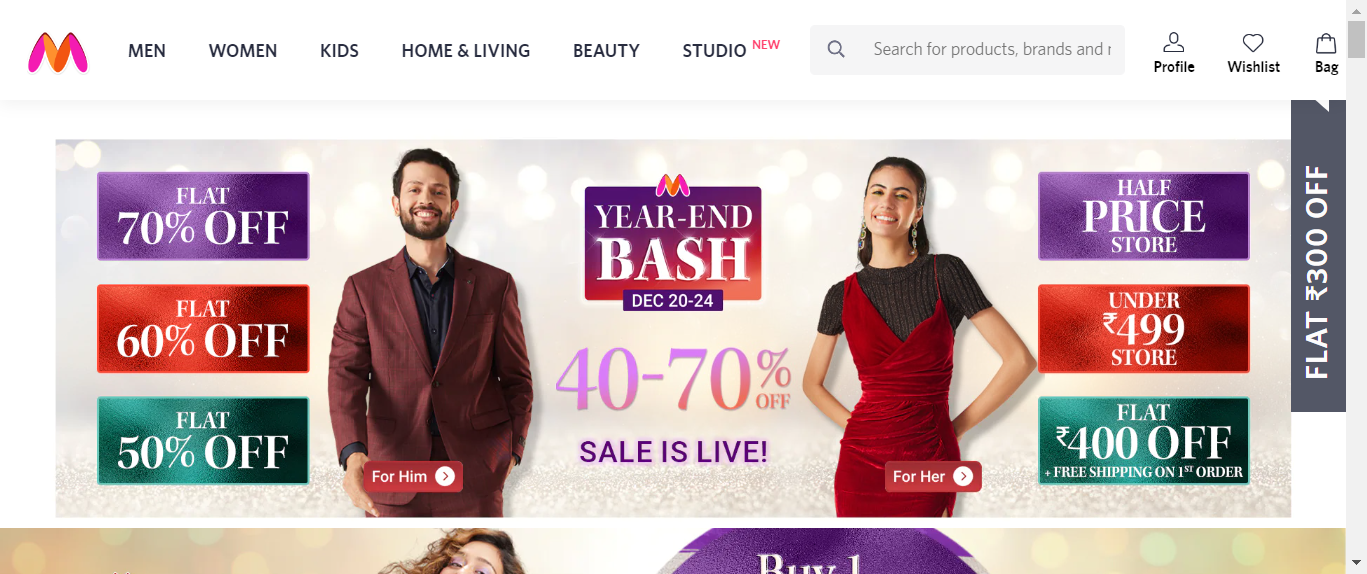 MEN
WOMEN
KIDS
HOME & LIVING
BEAUTY
STUDIO
NEW
Search for products, brands and
Profile
Wishlist
Bag
FLAT
70% OFF
FLAT
60% OFF
FLAT
50% OFF
For Him
YEAR-END
BASH
DEC 20-24
40-70%
OFF
SALE IS LIVE!
For Her
HALF
PRICE
STORE
UNDER
₹499
STORE
FLAT
₹400 OFF
+ FREE SHIPPING ON 1ST ORDER
FLAT ₹300 OFF
Buy 1